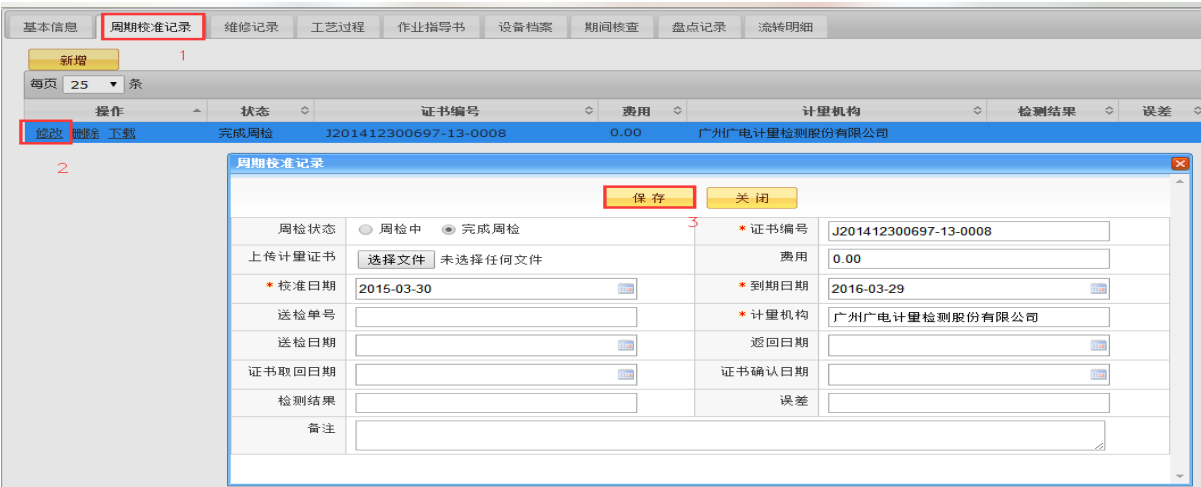 基本信息 周期校准记录 维修记录 工艺过程 作业指导书 设备档案 期间核查 盘点记录 流转明细
新增 1
每页 25 条
操作 状态 证书编号 费用 计量机构 检测结果 误差
修改 删除 下载 完成周检 J201412300697-13-0008 0.00 广州广电计量检测股份有限公司
2 周期校准记录
保存 关闭
3
周检状态 周检中 完成周检 * 证书编号 J201412300697-13-0008
上传计量证书 选择文件 未选择任何文件 费用 0.00
* 校准日期 2015-03-30 * 到期日期 2016-03-29
送检单号 * 计量机构 广州广电计量检测股份有限公司
送检日期 返回日期
证书取回日期 证书确认日期
检测结果 误差
备注